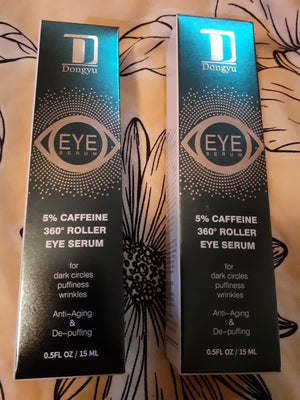 Dongyu
EYE
SERUM
5% CAFFEINE
360° ROLLER
EYE SERUM
for
dark circles
puffiness
wrinkles
Anti-Aging
&
De-puffing
0.5FL OZ / 15 ML
Dongyu
EYE
SERUM
5% CAFFEINE
360° ROLLER
EYE SERUM
for
dark circles
puffiness
wrinkles
Anti-Aging
&
De-puffing
0.5FL OZ / 15 ML